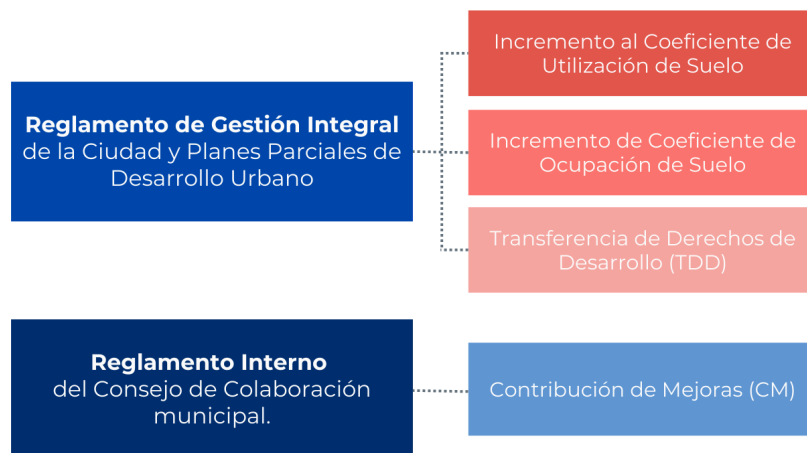 Reglamento de Gestión Integral
de la Ciudad y Planes Parciales de
Desarrollo Urbano
Incremento al Coeficiente de
Utilización de Suelo
Incremento de Coeficiente de
Ocupación de Suelo
Transferencia de Derechos de
Desarrollo (TDD)
Reglamento Interno
del Consejo de Colaboración
municipal.
Contribución de Mejoras (CM)